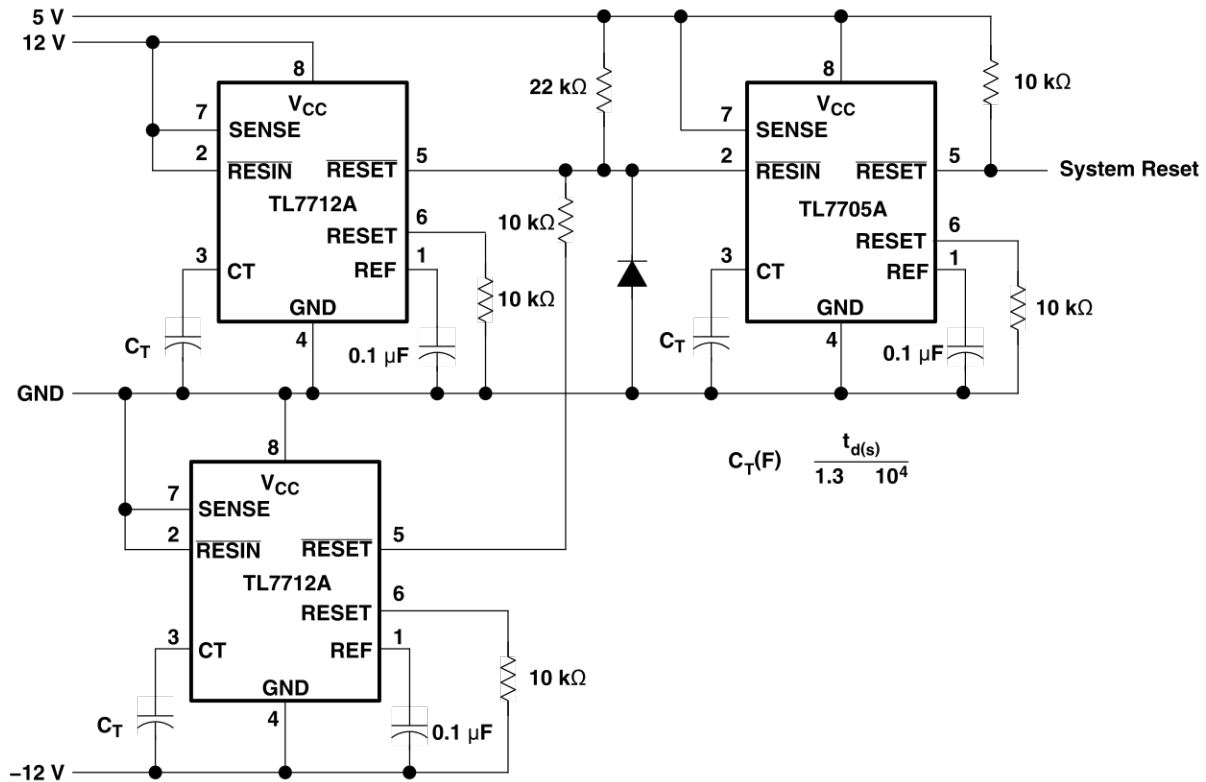 5 V
12 V
8
VCC
7
SENSE
2
RESIN
RESET
5
TL7712A
RESET
6
3
CT
REF
1
GND
4
CT
0.1 µF
10 kΩ
10 kΩ
22 kΩ
8
VCC
7
SENSE
2
RESIN
RESET
5
TL7705A
RESET
6
3
CT
REF
1
GND
4
CT
0.1 µF
10 kΩ
10 kΩ
System Reset
GND
8
VCC
7
SENSE
2
RESIN
RESET
5
TL7712A
RESET
6
3
CT
REF
1
GND
4
CT
0.1 µF
10 kΩ
–12 V
CT(F) td(s)
1.3 104